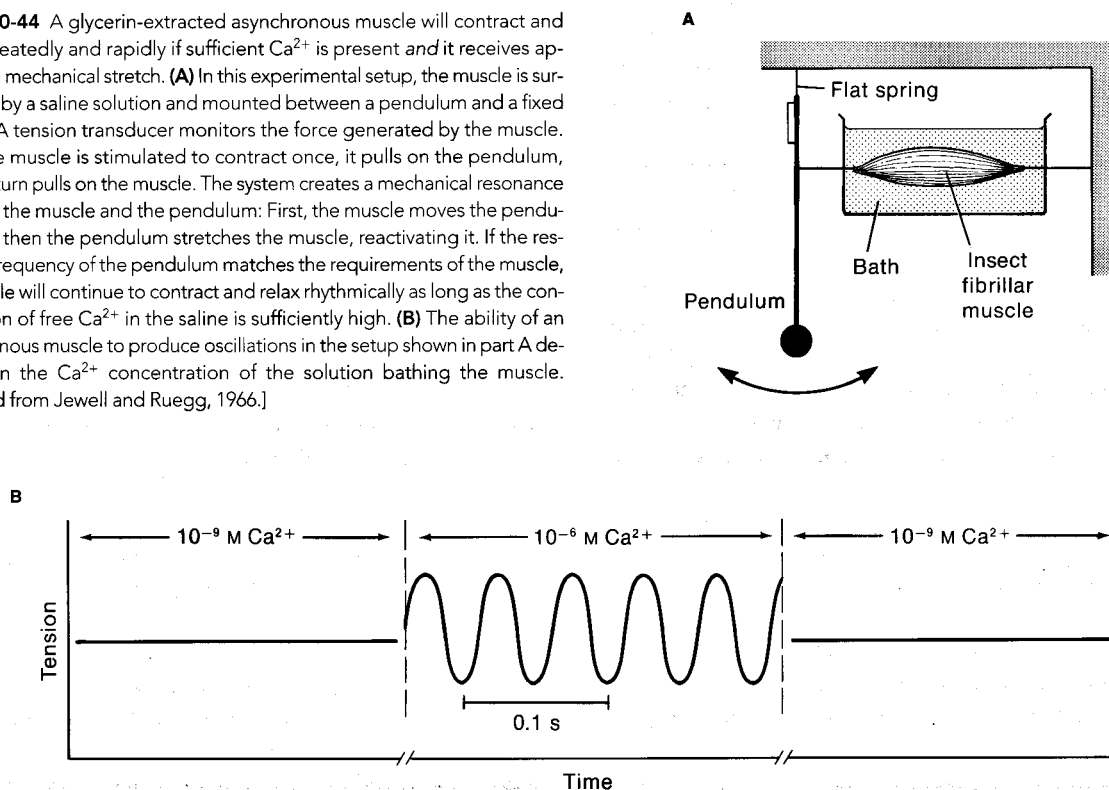 0-44 A glycerin-extracted asynchronous muscle will contract and
eatedly and rapidly if sufficient Ca²⁺ is present and it receives ap-
mechanical stretch. (A) In this experimental setup, the muscle is sur-
by a saline solution and mounted between a pendulum and a fixed
A tension transducer monitors the force generated by the muscle.
e muscle is stimulated to contract once, it pulls on the pendulum,
turn pulls on the muscle. The system creates a mechanical resonance
the muscle and the pendulum: First, the muscle moves the pendu-
then the pendulum stretches the muscle, reactivating it. If the res-
requency of the pendulum matches the requirements of the muscle,
le will continue to contract and relax rhythmically as long as the con-
on of free Ca²⁺ in the saline is sufficiently high. (B) The ability of an
nous muscle to produce oscillations in the setup shown in part A de-
n the Ca²⁺ concentration of the solution bathing the muscle.
d from Jewell and Ruegg, 1966.]
A
Flat spring
Bath
Insect
fibrillar
muscle
Pendulum
B
10⁻⁹ M Ca²⁺
10⁻⁶ M Ca²⁺
10⁻⁹ M Ca²⁺
Tension
0.1 s
Time